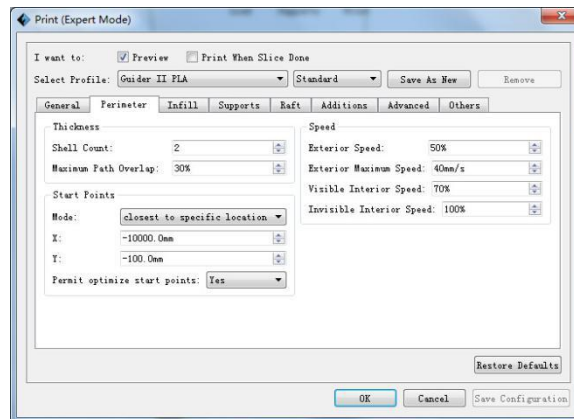 Print (Expert Mode)
I want to: Preview Print When Slice Done
Select Profile: Guider II PLA Standard Save As New Remove
General Perimeter Infill Supports Raft Additions Advanced Others
Thickness
Shell Count: 2
Maximum Path Overlap: 30%
Start Points
Mode: closest to specific location
X: -10000.0mm
Y: -100.0mm
Permit optimize start points: Yes
Speed
Exterior Speed: 50%
Exterior Maximum Speed: 40mm/s
Visible Interior Speed: 70%
Invisible Interior Speed: 100%
Restore Defaults
OK Cancel Save Configuration